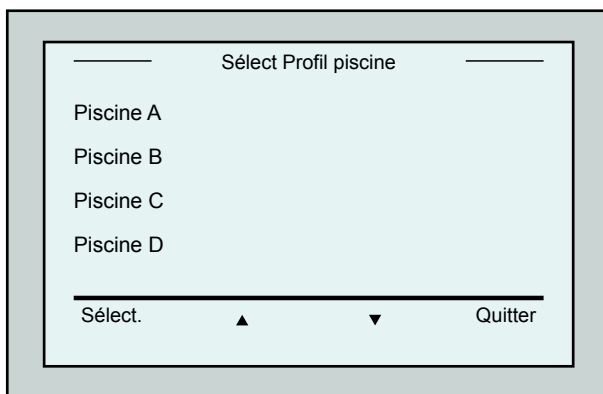 Sélect Profil piscine
Piscine A
Piscine B
Piscine C
Piscine D
Sélect. ▲ ▼ Quitter